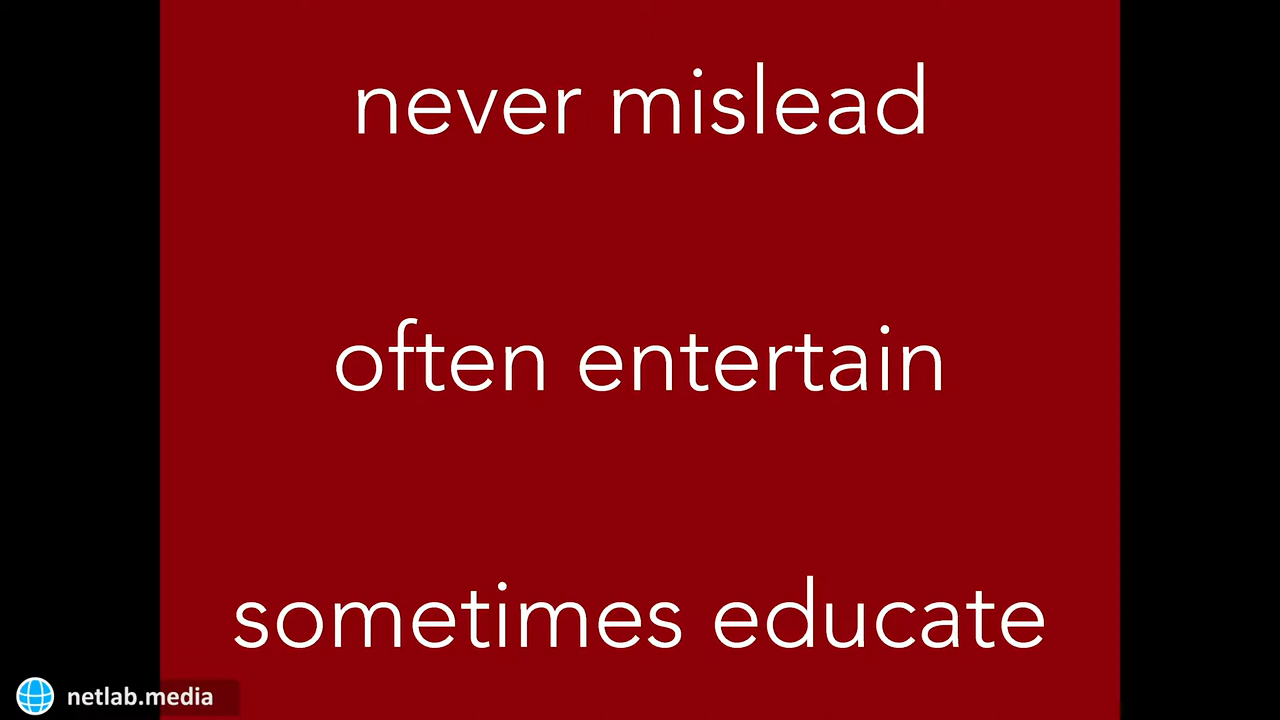 never mislead
often entertain
sometimes educate
netlab.media